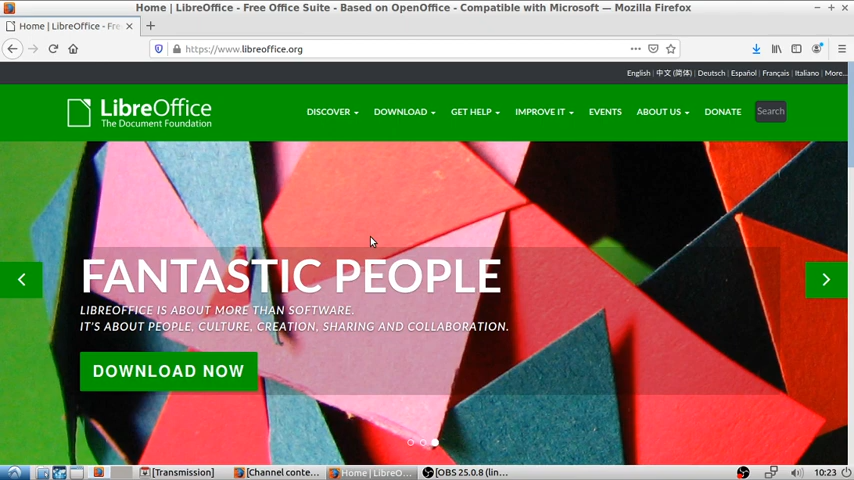 Home | LibreOffice - Free Office Suite - Based on OpenOffice - Compatible with Microsoft — Mozilla Firefox
Home | LibreOffice - Fre
https://www.libreoffice.org
English | 中文 (简体) | Deutsch | Español | Français | Italiano | More...
LibreOffice
The Document Foundation
DISCOVER DOWNLOAD GET HELP IMPROVE IT EVENTS ABOUT US DONATE Search
FANTASTIC PEOPLE
LIBREOFFICE IS ABOUT MORE THAN SOFTWARE.
IT'S ABOUT PEOPLE, CULTURE, CREATION, SHARING AND COLLABORATION.
DOWNLOAD NOW
[Transmission] [Channel conte... Home | LibreO... [OBS 25.0.8 (lin... 10:23